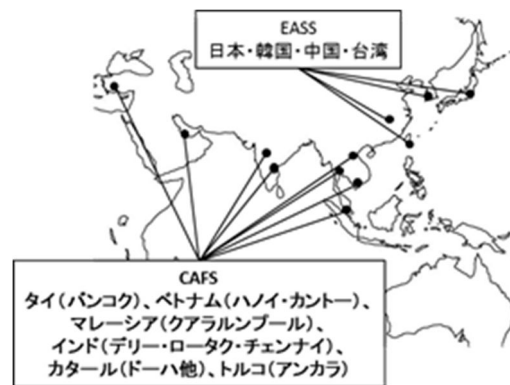 EASS
日本・韓国・中国・台湾
CAFS
タイ(バンコク)、ベトナム(ハノイ・カントー)、
マレーシア(クアラルンプール)、
インド(デリー・ロータク・チェンナイ)、
カタール(ドーハ他)、トルコ(アンカラ)